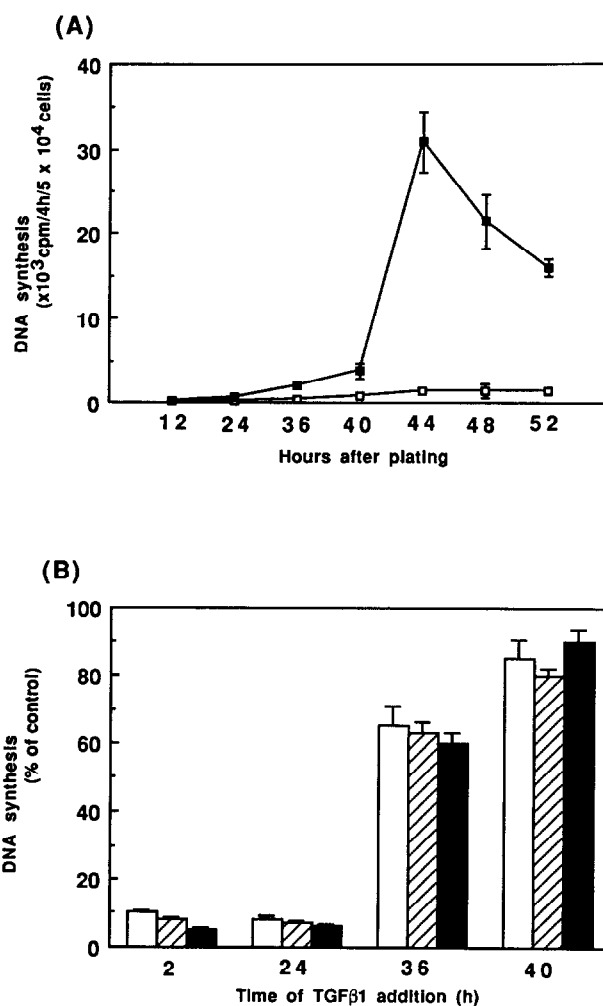 (A)
DNA synthesis
(x10³cpm/4h/5 x 10⁴cells)
40
30
20
10
0
12 24 36 40 44 48 52
Hours after plating
(B)
DNA synthesis
(% of control)
100
80
60
40
20
0
2 24 36 40
Time of TGFβ1 addition (h)